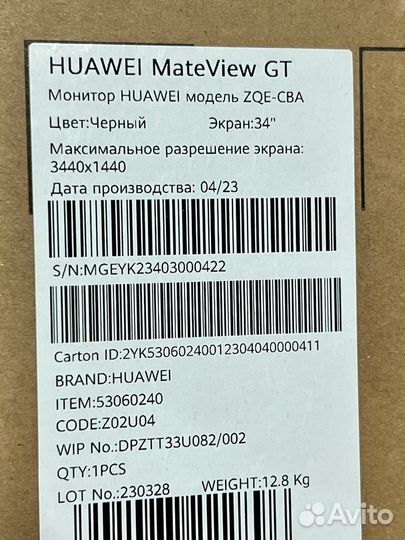 HUAWEI MateView GT
Монитор HUAWEI модель ZQE-CBA
Цвет:Черный Экран:34"
Максимальное разрешение экрана:
3440x1440
Дата производства: 04/23
S/N:MGEYK23403000422
Carton ID:2YK53060240012304040000411
BRAND:HUAWEI
ITEM:53060240
CODE:Z02U04
WIP No.:DPZTT33U082/002
QTY:1PCS
LOT No.:230328 WEIGHT:12.8 Kg
Avito